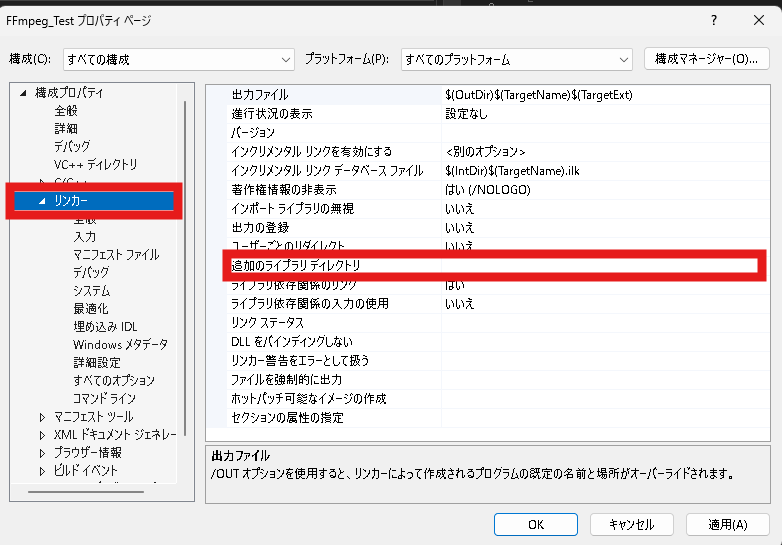 FFmpeg_Test プロパティ ページ
? ×
構成(C): すべての構成 プラットフォーム(P): すべてのプラットフォーム 構成マネージャー(O)...
構成プロパティ
全般
詳細
デバッグ
VC++ ディレクトリ
C/C++
リンカー
全般
入力
マニフェスト ファイル
デバッグ
システム
最適化
埋め込み IDL
Windows メタデータ
詳細設定
すべてのオプション
コマンド ライン
マニフェスト ツール
XML ドキュメント ジェネレー
ブラウザー情報
ビルド イベント
出力ファイル $(OutDir)$(TargetName)$(TargetExt)
進行状況の表示 設定なし
バージョン
インクリメンタル リンクを有効にする <別のオプション>
インクリメンタル リンク データベース ファイル $(IntDir)$(TargetName).ilk
著作権情報の非表示 はい (/NOLOGO)
インポート ライブラリの無視 いいえ
出力の登録 いいえ
ユーザーごとのリダイレクト いいえ
追加のライブラリ ディレクトリ
ライブラリ依存関係のリンク はい
ライブラリ依存関係の入力の使用 いいえ
リンク ステータス
DLL をバインディングしない
リンカー警告をエラーとして扱う
ファイルを強制的に出力
ホットパッチ可能なイメージの作成
セクションの属性の指定
出力ファイル
/OUT オプションを使用すると、リンカーによって作成されるプログラムの既定の名前と場所がオーバーライドされます。
OK キャンセル 適用(A)